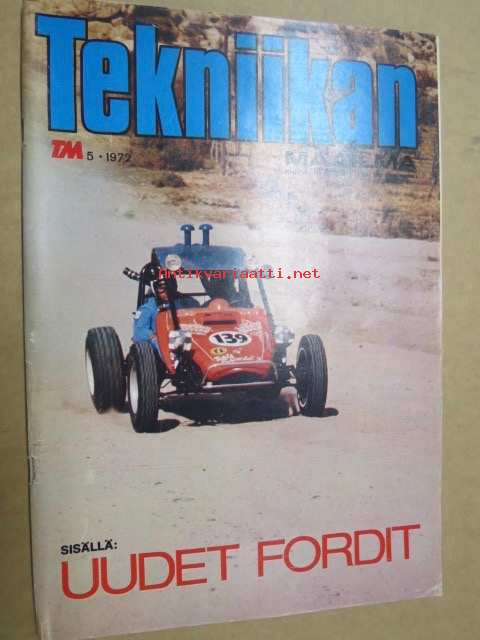 Tekniikan
MAAILMA
TM 5 • 1972
Antikvariaatti.net
139
SISÄLLÄ:
UUDET FORDIT